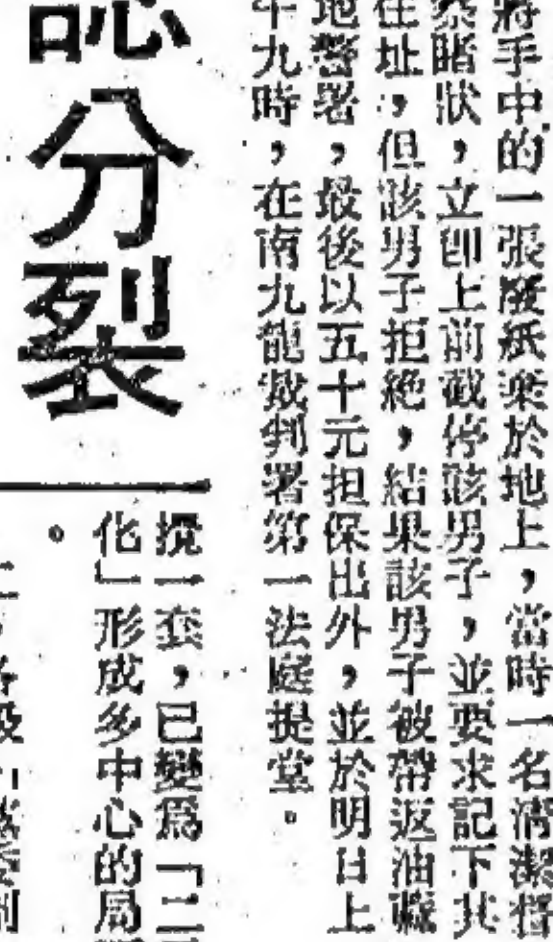 將手中的一張廢紙棄於地上，當時一名清潔督
察睹狀，立卽上前截停該男子，並要求記下其
住址，但該男子拒絶，結果該男子被帶返油蔴
地警署，最後以五十元担保出外，並於明日上
午九時，在南九龍裁判署第一法庭提堂。
分裂
攪一套，已變爲「二
化」形成多中心的局
。